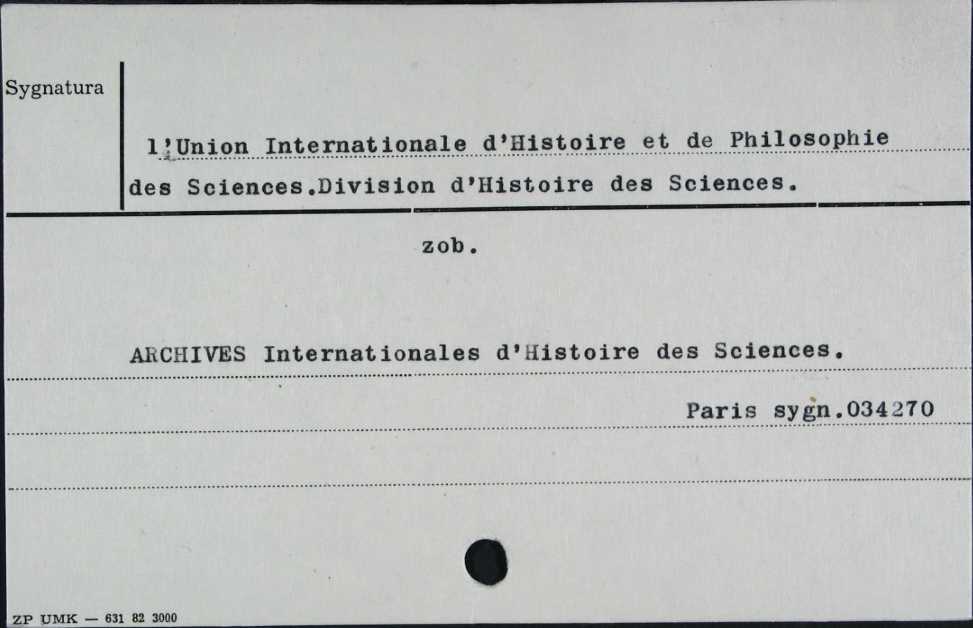 Sygnatura
l'Union Internationale d'Histoire et de Philosophie
des Sciences.Division d'Histoire des Sciences.
zob.
ARCHIVES Internationales d'Histoire des Sciences.
Paris sygn.034270
ZP UMK — 631 82 3000